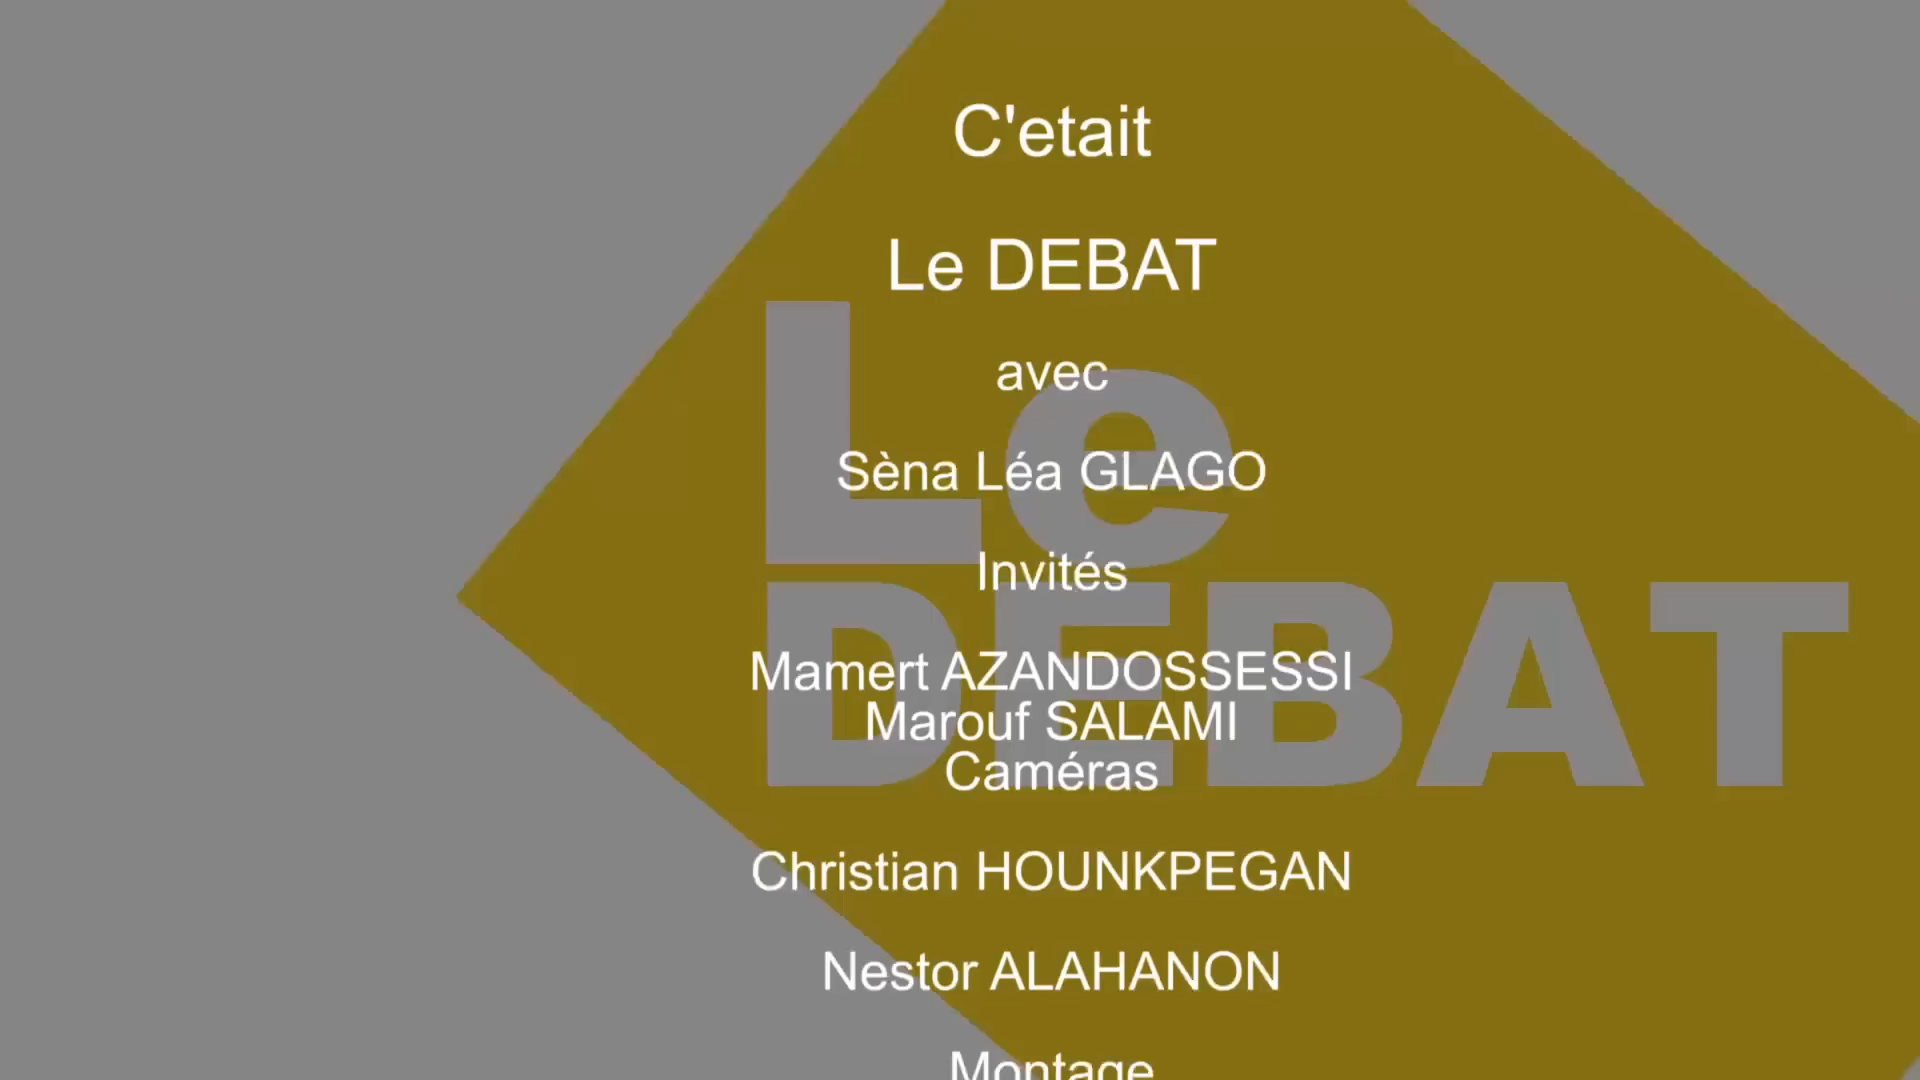 C'etait
Le DEBAT
avec
Sèna Léa GLAGO
Invités
Mamert AZANDOSSESSI
Marouf SALAMI
Caméras
Christian HOUNKPEGAN
Nestor ALAHANON
Montage
Le
DEBAT